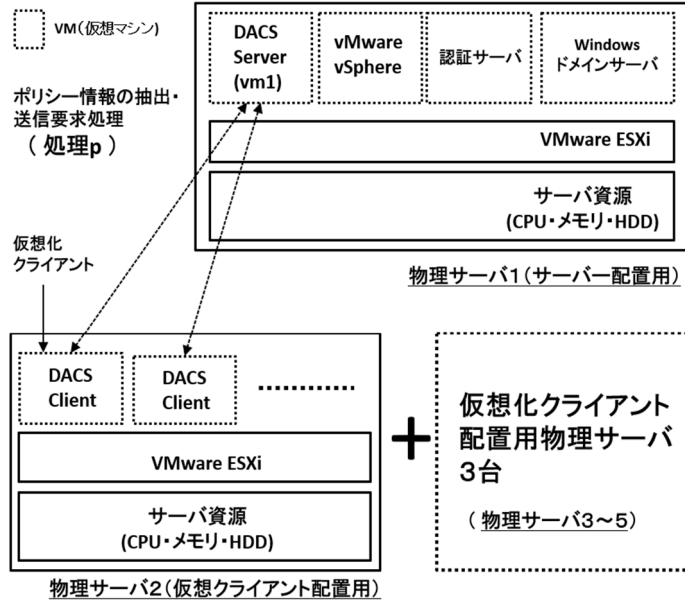 VM(仮想マシン)
ポリシー情報の抽出・
送信要求処理
( 処理p )
DACS
Server
(vm1)
vMware
vSphere
認証サーバ
Windows
ドメインサーバ
VMware ESXi
サーバ資源
(CPU・メモリ・HDD)
物理サーバ1(サーバー配置用)
仮想化
クライアント
DACS
Client
DACS
Client
VMware ESXi
サーバ資源
(CPU・メモリ・HDD)
物理サーバ2(仮想クライアント配置用)
+
仮想化クライアント
配置用物理サーバ
3台
( 物理サーバ3～5)